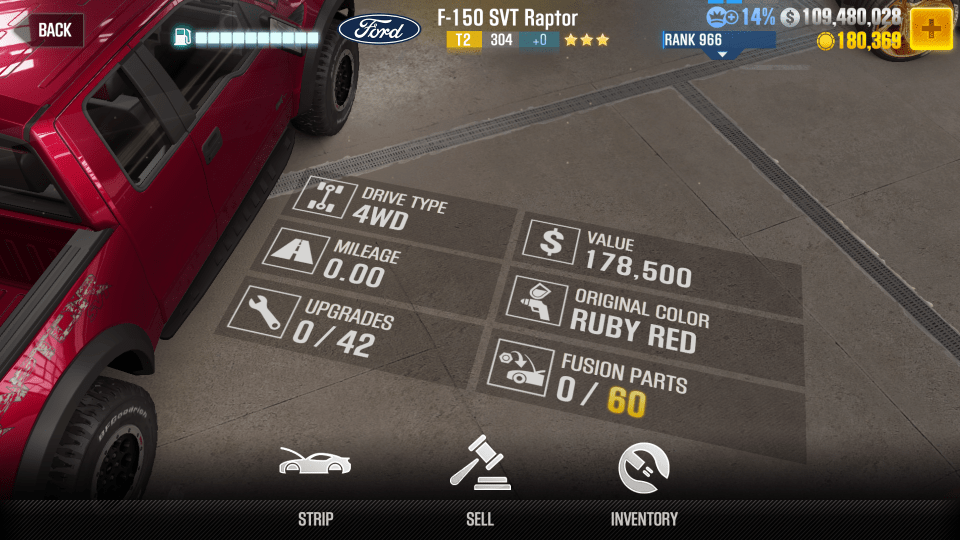 BACK
Ford
F-150 SVT Raptor
T2 304 +0
14%
109,480,028
RANK 966
180,369
DRIVE TYPE
4WD
MILEAGE
0.00
UPGRADES
0 / 42
VALUE
178,500
ORIGINAL COLOR
RUBY RED
FUSION PARTS
0 / 60
BFGoodrich
STRIP
SELL
INVENTORY